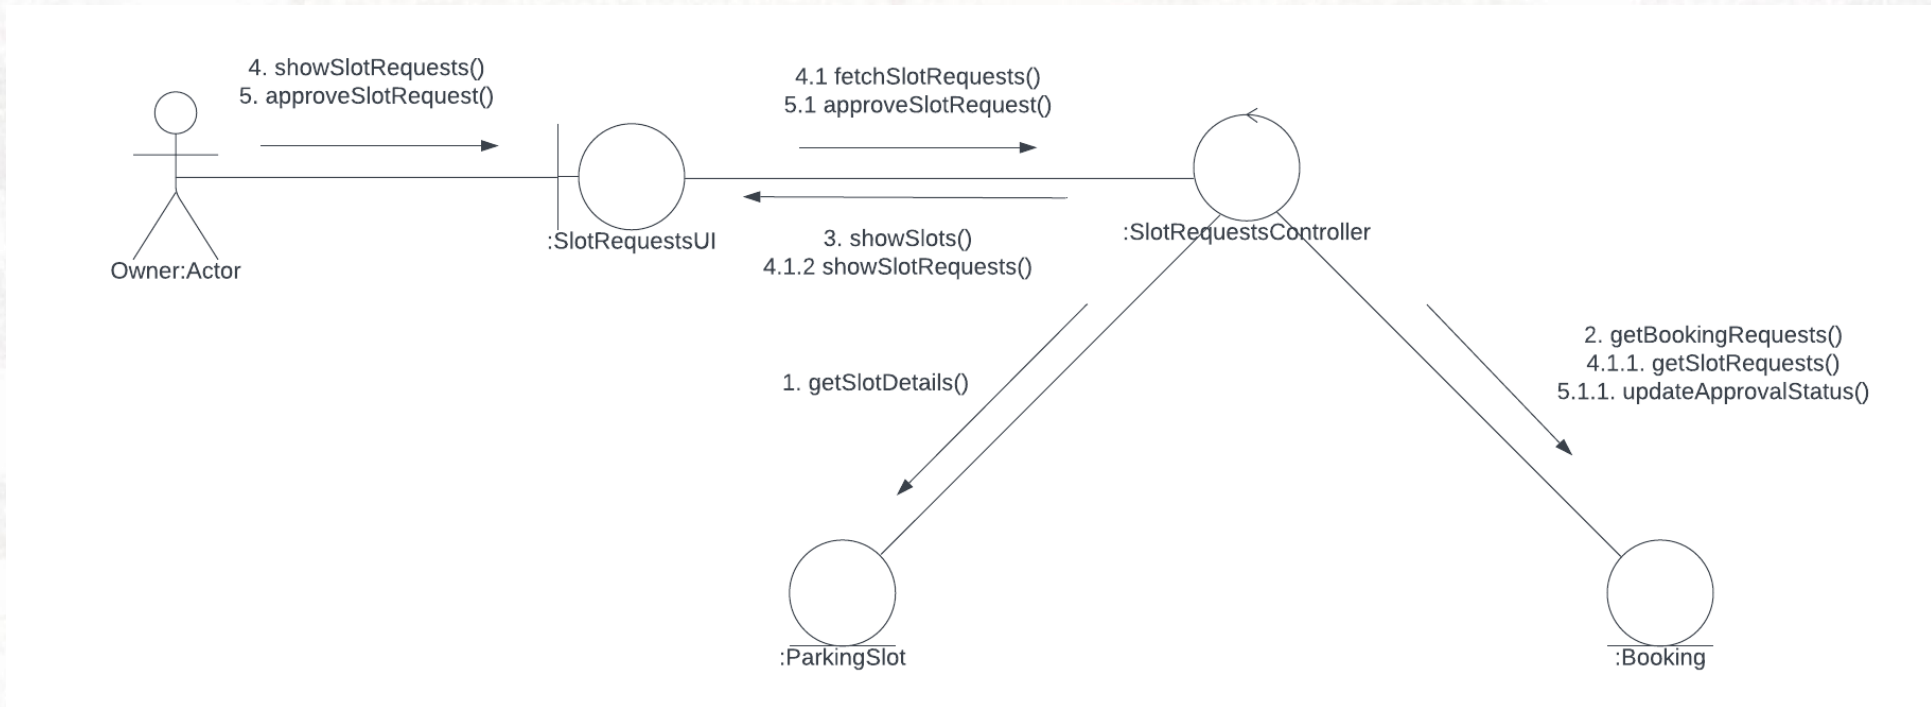 4. showSlotRequests()
5. approveSlotRequest()
4.1 fetchSlotRequests()
5.1 approveSlotRequest()
Owner:Actor
:SlotRequestsUI
3. showSlots()
4.1.2 showSlotRequests()
:SlotRequestsController
1. getSlotDetails()
2. getBookingRequests()
4.1.1. getSlotRequests()
5.1.1. updateApprovalStatus()
:ParkingSlot
:Booking